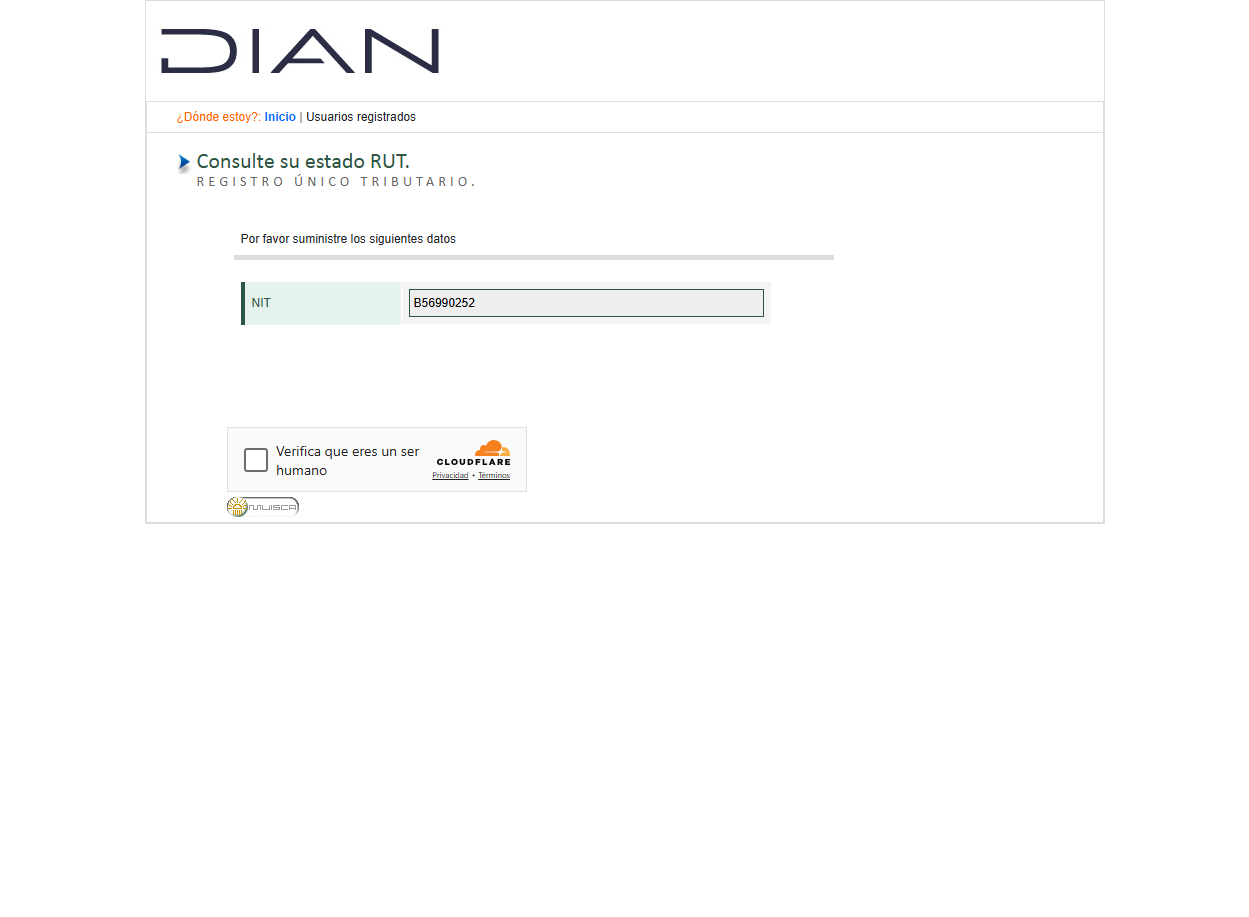 DIAN
¿Dónde estoy?: Inicio | Usuarios registrados
Consulte su estado RUT.
REGISTRO ÚNICO TRIBUTARIO.
Por favor suministre los siguientes datos
NIT B56990252
Verifica que eres un ser humano
CLOUDFLARE
Privacidad • Términos
MUISCA